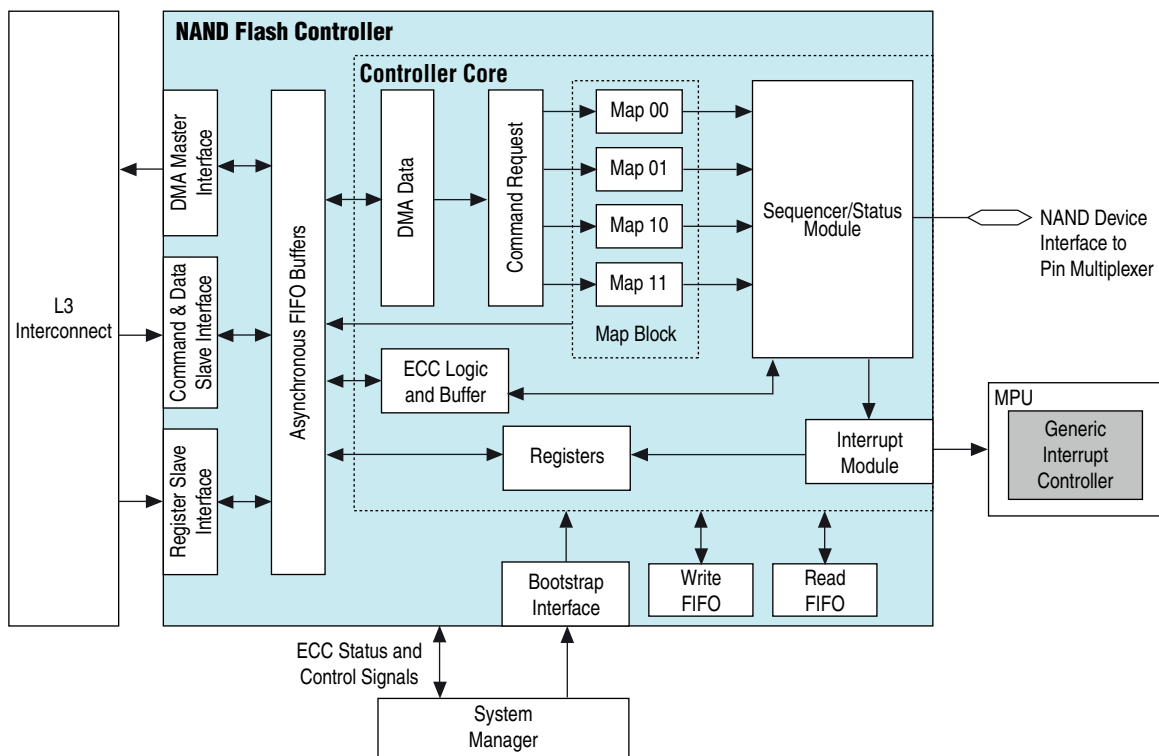 NAND Flash Controller
Controller Core
L3
Interconnect
DMA Master
Interface
Command & Data
Slave Interface
Register Slave
Interface
Asynchronous FIFO Buffers
DMA Data
Command Request
Map 00
Map 01
Map 10
Map 11
Map Block
Sequencer/Status
Module
NAND Device
Interface to
Pin Multiplexer
ECC Logic
and Buffer
Registers
Interrupt
Module
MPU
Generic
Interrupt
Controller
Bootstrap
Interface
Write
FIFO
Read
FIFO
ECC Status and
Control Signals
System
Manager